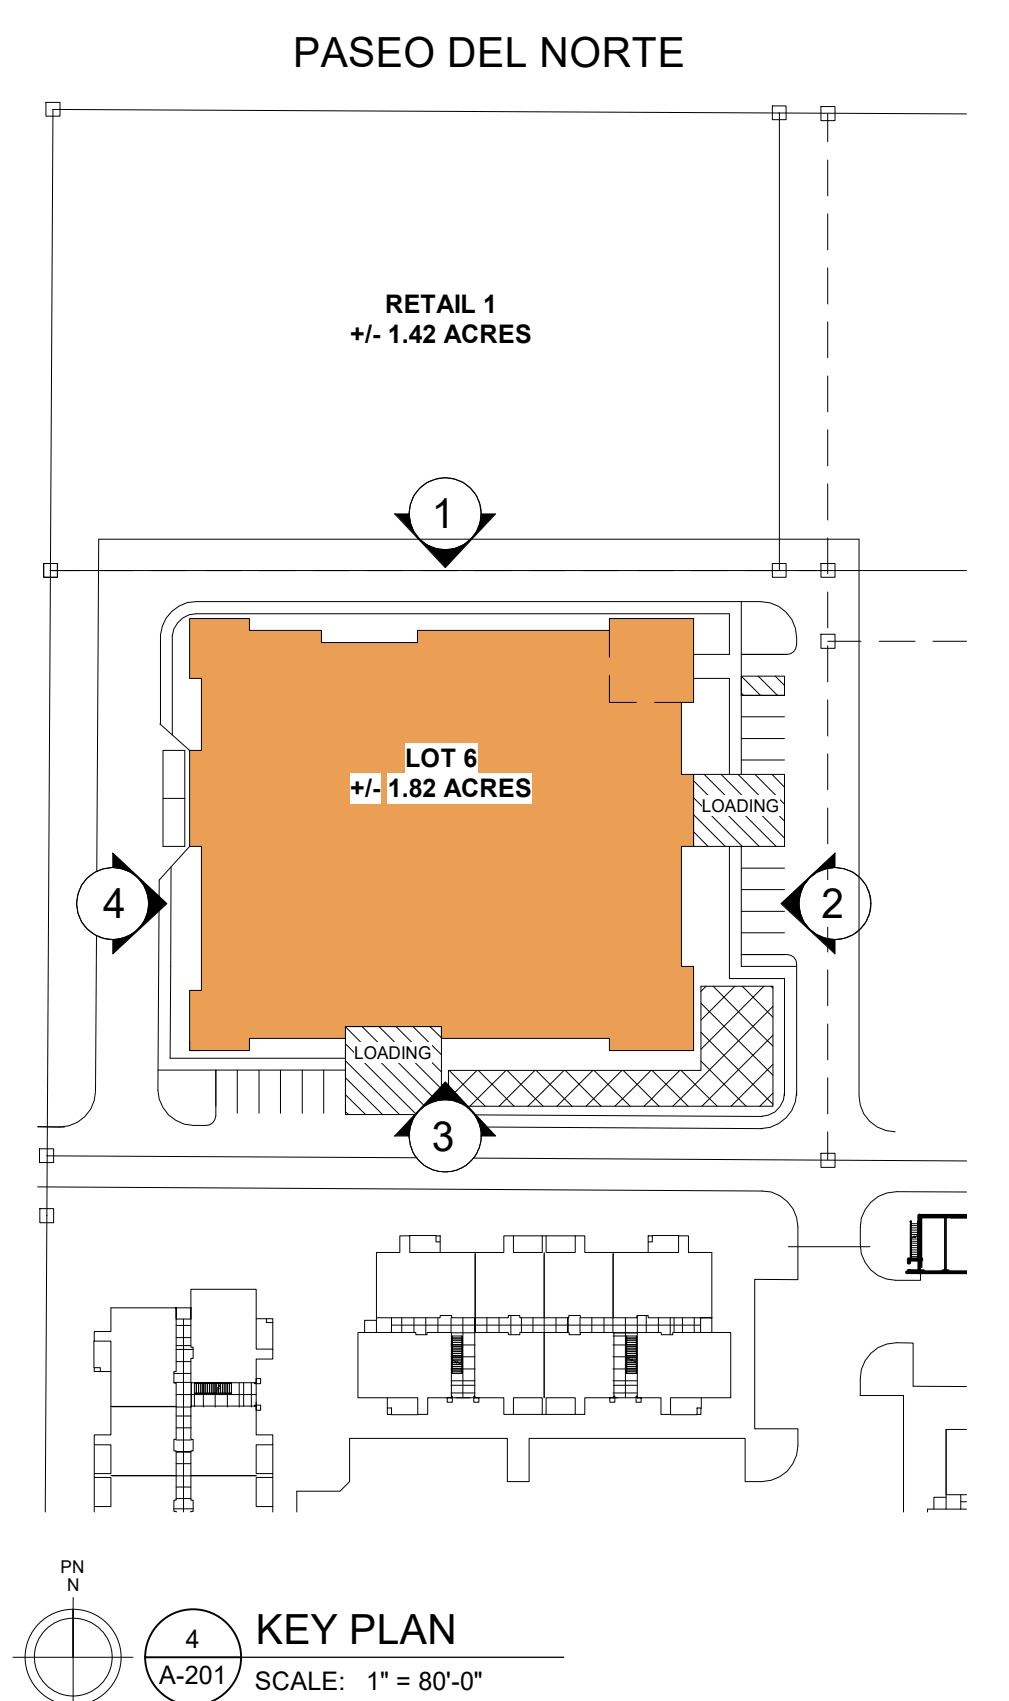 PASEO DEL NORTE
RETAIL 1
+/- 1.42 ACRES
1
LOT 6
+/- 1.82 ACRES
LOADING
4
2
LOADING
3
PN
N
4
A-201
KEY PLAN
SCALE: 1" = 80'-0"